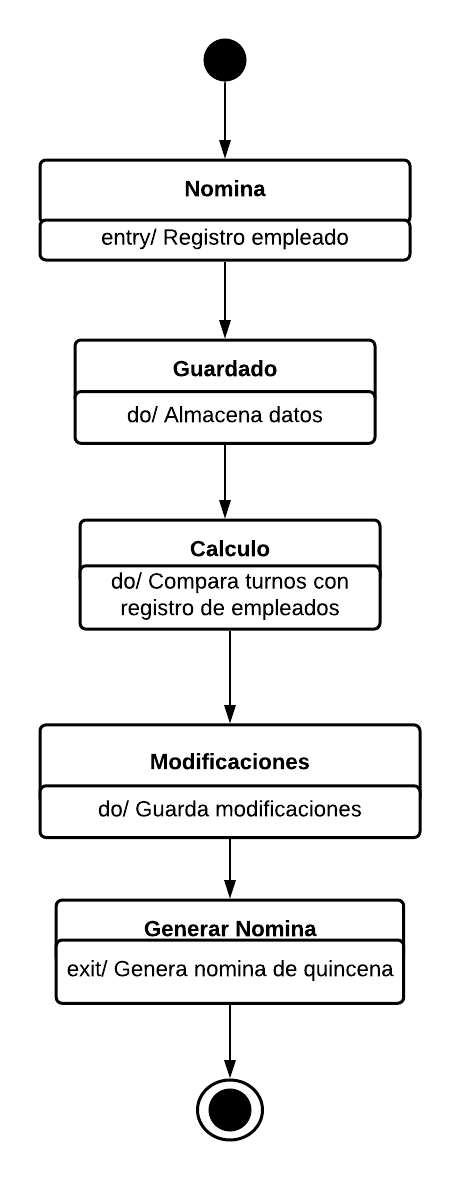 Nomina
entry/ Registro empleado
Guardado
do/ Almacena datos
Calculo
do/ Compara turnos con
registro de empleados
Modificaciones
do/ Guarda modificaciones
Generar Nomina
exit/ Genera nomina de quincena